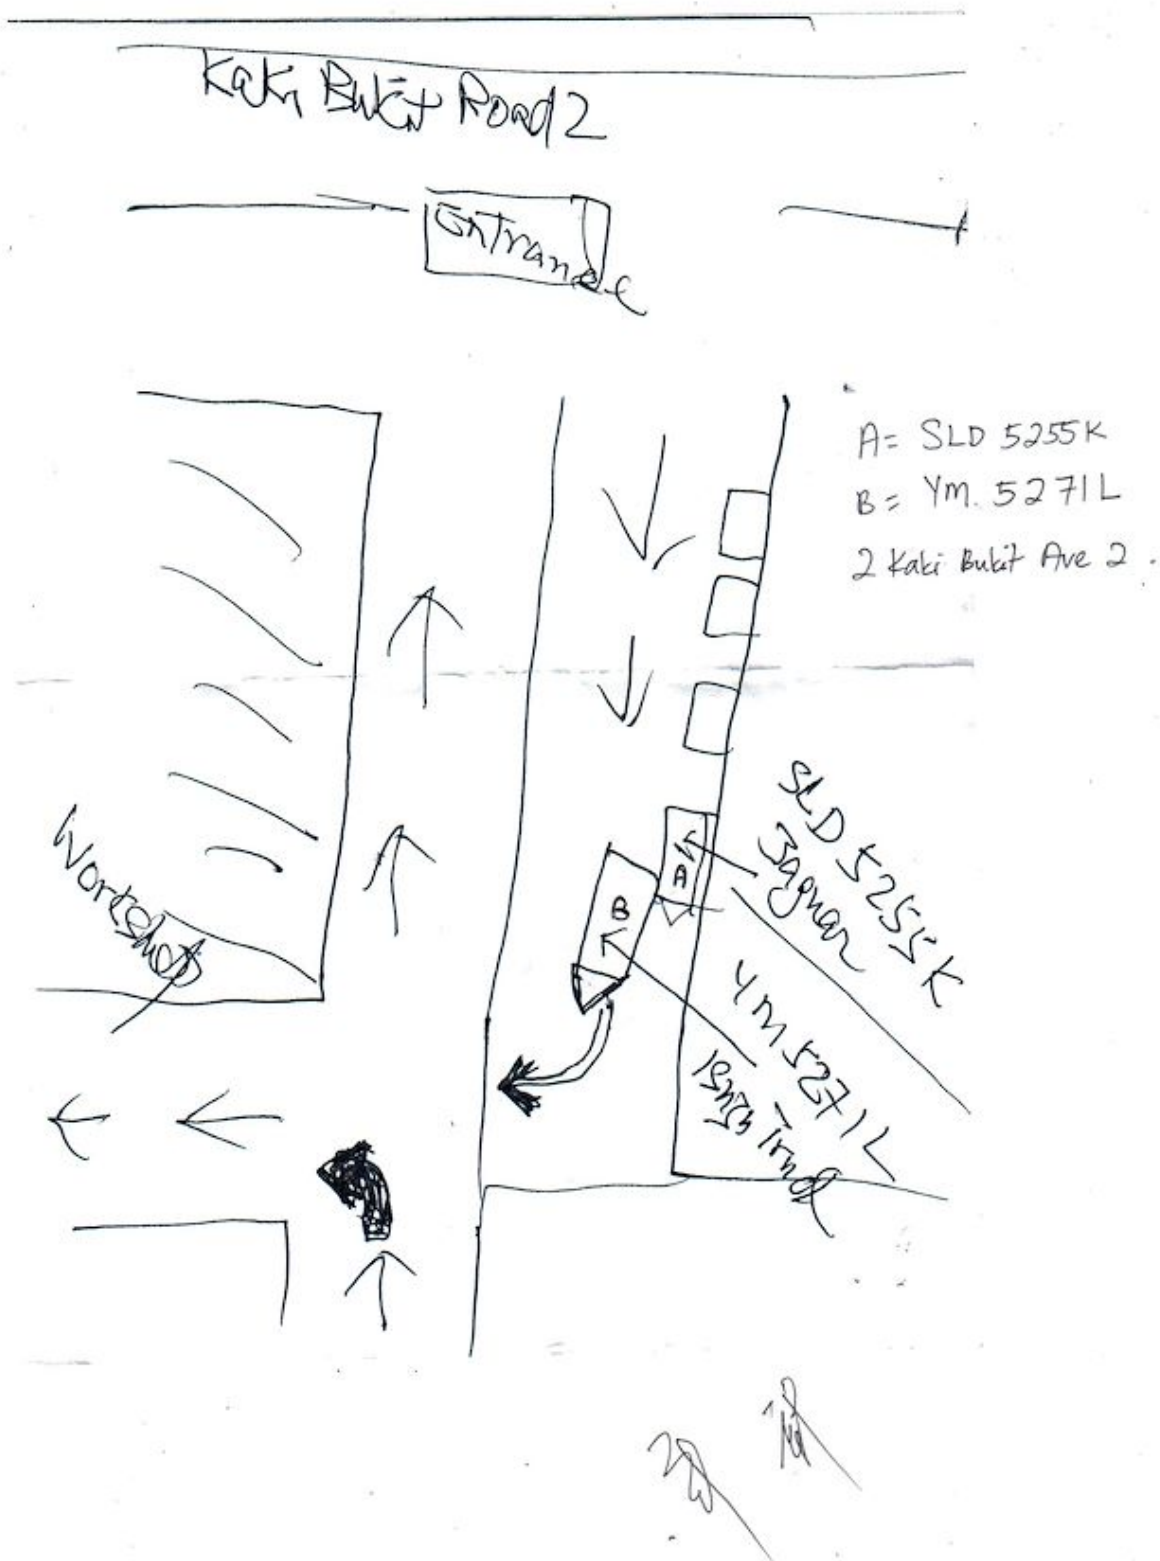 Kaki Bukit Road 2
Entrance
A= SLD 5255K
B= YM. 5271L
2 Kaki Bukit Ave 2.
SLD 5255K
Jaguar
A
B
YM 5271L
Workshop